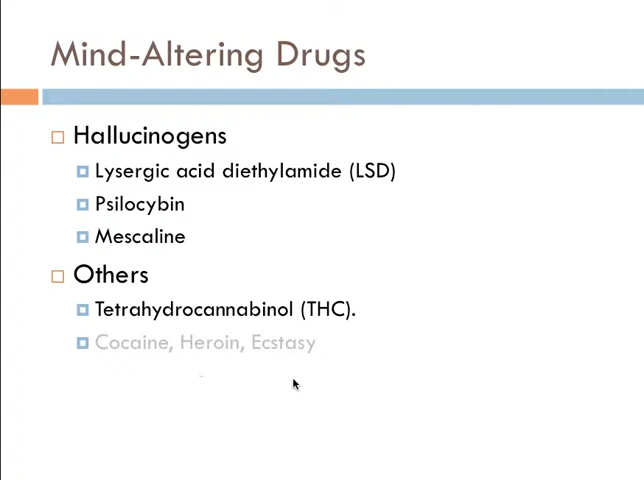 Mind-Altering Drugs
Hallucinogens
Lysergic acid diethylamide (LSD)
Psilocybin
Mescaline
Others
Tetrahydrocannabinol (THC).
Cocaine, Heroin, Ecstasy